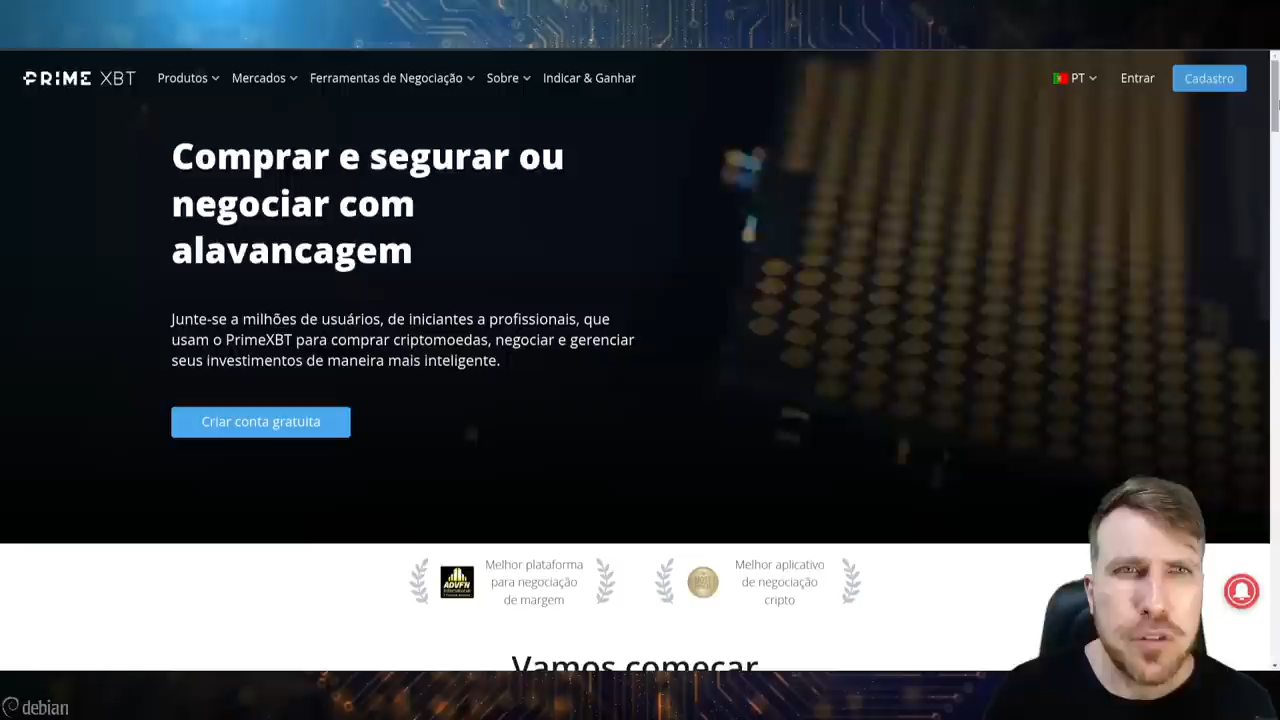 PRIME XBT
Produtos
Mercados
Ferramentas de Negociação
Sobre
Indicar & Ganhar
PT
Entrar
Cadastro
Comprar e segurar ou
negociar com
alavancagem
Junte-se a milhões de usuários, de iniciantes a profissionais, que
usam o PrimeXBT para comprar criptomoedas, negociar e gerenciar
seus investimentos de maneira mais inteligente.
Criar conta gratuita
ADVFN
Melhor plataforma
para negociação
de margem
Melhor aplicativo
de negociação
cripto
Vamos começar
debian